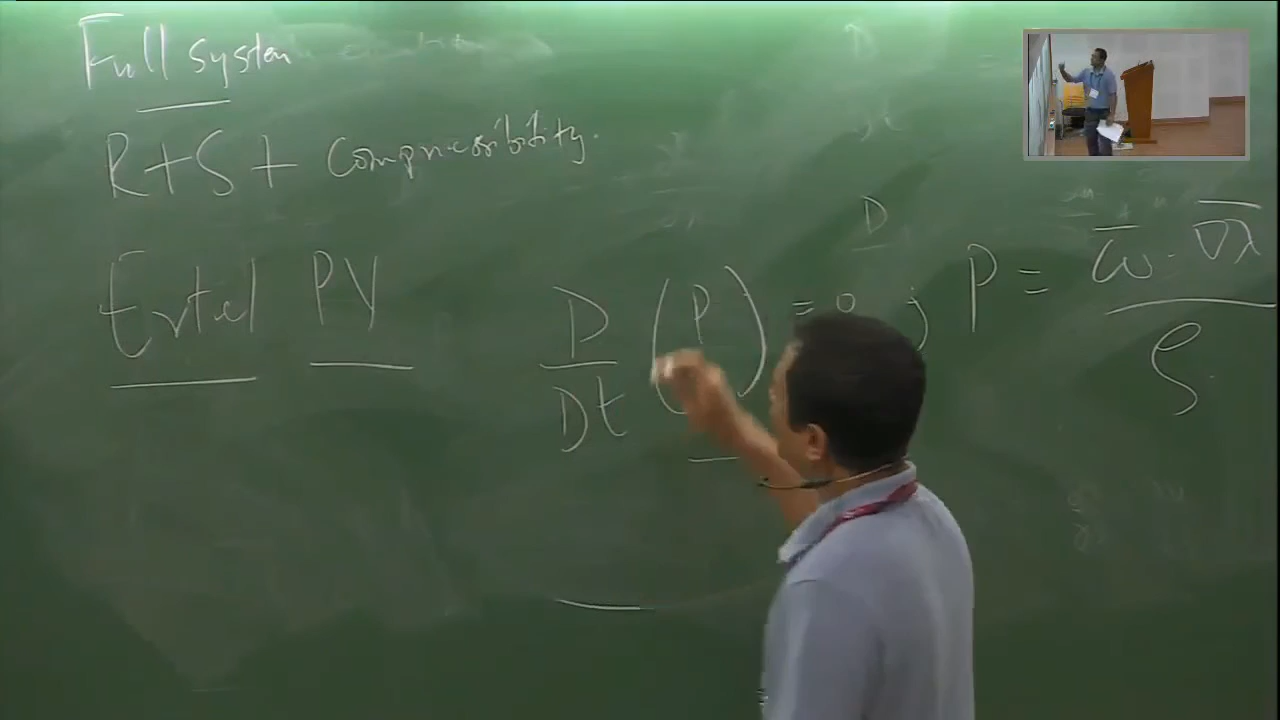 Full System
R + S + Compressibility.
Ertel PV
D/Dt (P) = 0 ; P = ω̅ · ∇λ̅ / ρ
D